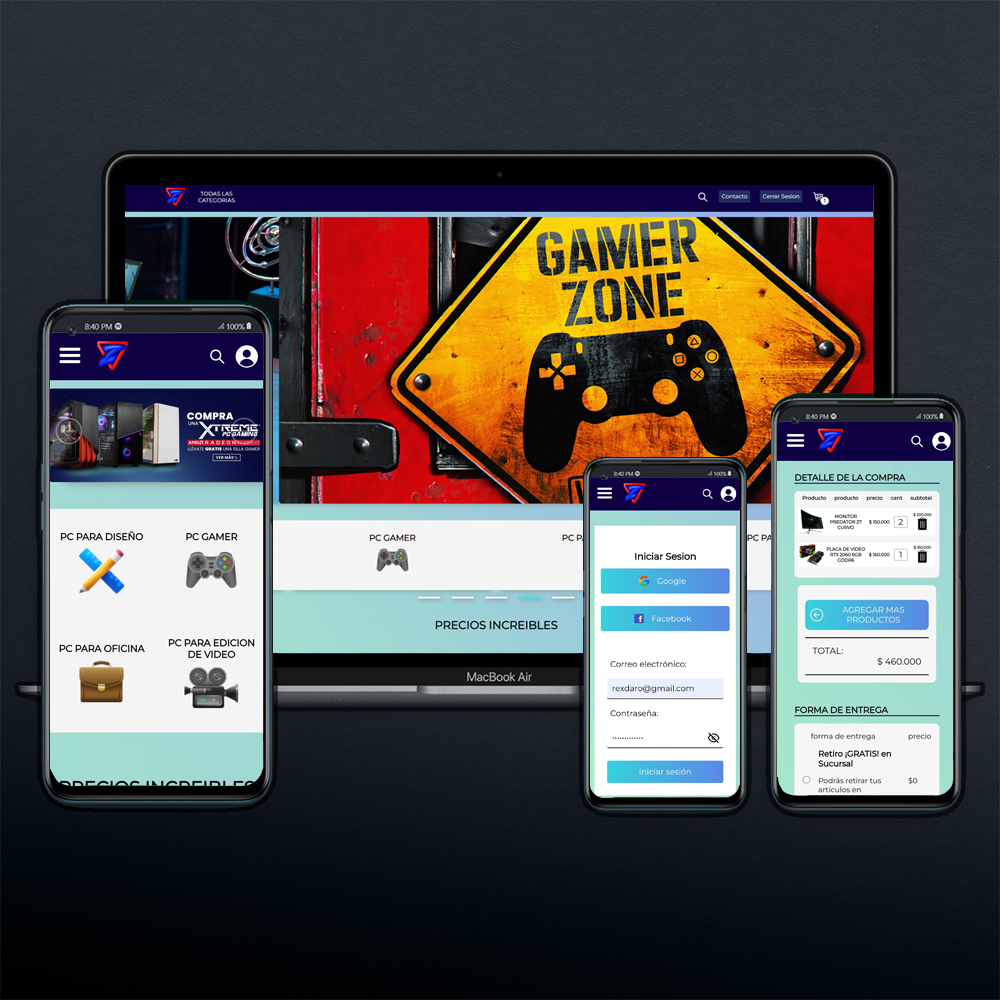 TODAS LAS
CATEGORIAS
Contacto
Cerrar Sesion
1
GAMER
ZONE
PC GAMER
PC PA
PC PA
PRECIOS INCREIBLES
MacBook Air
8:40 PM
100%
COMPRA
UNA
XTREME
PC GAMING
AMD RADEON
LLÉVATE GRATIS UNA SILLA GAMER
VER MÁS
PC PARA DISEÑO
PC GAMER
PC PARA OFICINA
PC PARA EDICION
DE VIDEO
PRECIOS INCREIBLES
8:40 PM
100%
Iniciar Sesion
Google
Facebook
Correo electrónico:
rexdaro@gmail.com
Contraseña:
.............
Iniciar sesión
8:40 PM
100%
DETALLE DE LA COMPRA
Producto producto precio cant subtotal
MONITOR
PREDATOR 27
CURVO
$ 150.000
2
$ 300.000
PLACA DE VIDEO
RTX 2060 6GB
GDDR6
$ 160.000
1
$ 160.000
AGREGAR MAS
PRODUCTOS
TOTAL:
$ 460.000
FORMA DE ENTREGA
forma de entrega precio
Retiro ¡GRATIS! en
Sucursal
Podrás retirar tus
artículos en
$0